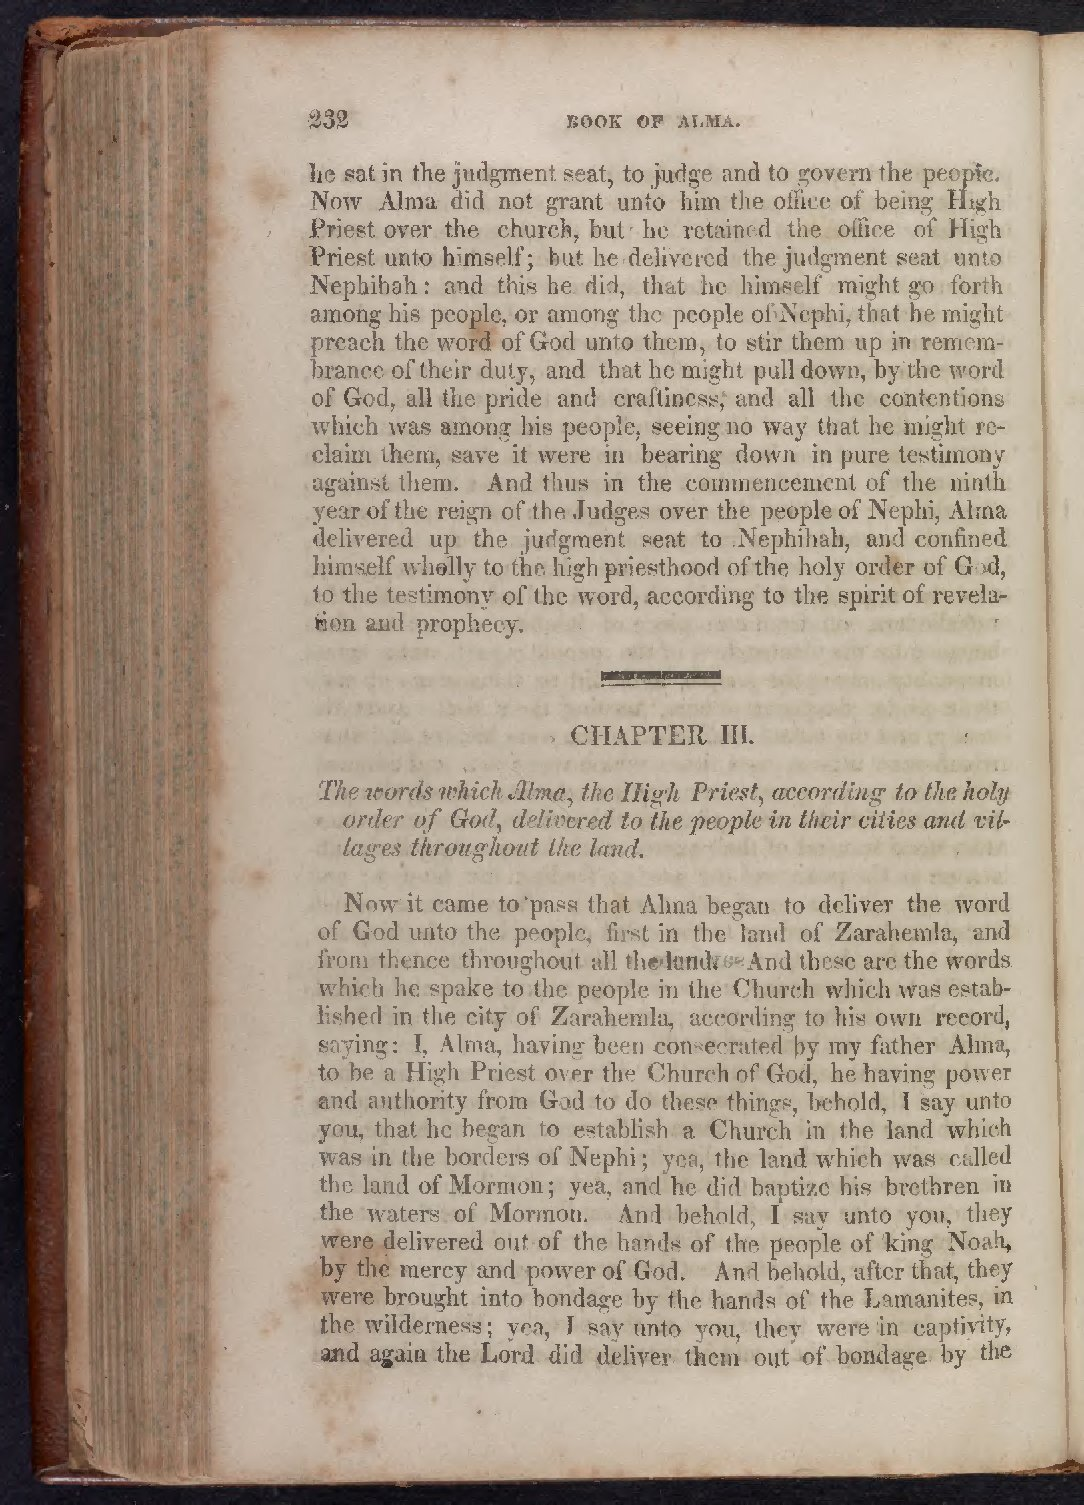 232 BOOK OF ALMA.
he sat in the judgment seat, to judge and to govern the people.
Now Alma did not grant unto him the office of being High
Priest over the church, but he retained the office of High
Priest unto himself; but he delivered the judgment seat unto
Nephihah: and this he did, that he himself might go forth
among his people, or among the people of Nephi, that he might
preach the word of God unto them, to stir them up in remem-
brance of their duty, and that he might pull down, by the word
of God, all the pride and craftiness, and all the contentions
which was among his people, seeing no way that he might re-
claim them, save it were in bearing down in pure testimony
against them. And thus in the commencement of the ninth
year of the reign of the Judges over the people of Nephi, Alma
delivered up the judgment seat to Nephihah, and confined
himself wholly to the high priesthood of the holy order of God,
to the testimony of the word, according to the spirit of revela-
tion and prophecy.
CHAPTER III.
The words which Alma, the High Priest, according to the holy
order of God, delivered to the people in their cities and vil-
lages throughout the land.
Now it came to pass that Alma began to deliver the word
of God unto the people, first in the land of Zarahemla, and
from thence throughout all the land. And these are the words
which he spake to the people in the Church which was estab-
lished in the city of Zarahemla, according to his own record,
saying: I, Alma, having been consecrated by my father Alma,
to be a High Priest over the Church of God, he having power
and authority from God to do these things, behold, I say unto
you, that he began to establish a Church in the land which
was in the borders of Nephi; yea, the land which was called
the land of Mormon; yea, and he did baptize his brethren in
the waters of Mormon. And behold, I say unto you, they
were delivered out of the hands of the people of king Noah,
by the mercy and power of God. And behold, after that, they
were brought into bondage by the hands of the Lamanites, in
the wilderness; yea, I say unto you, they were in captivity,
and again the Lord did deliver them out of bondage by the